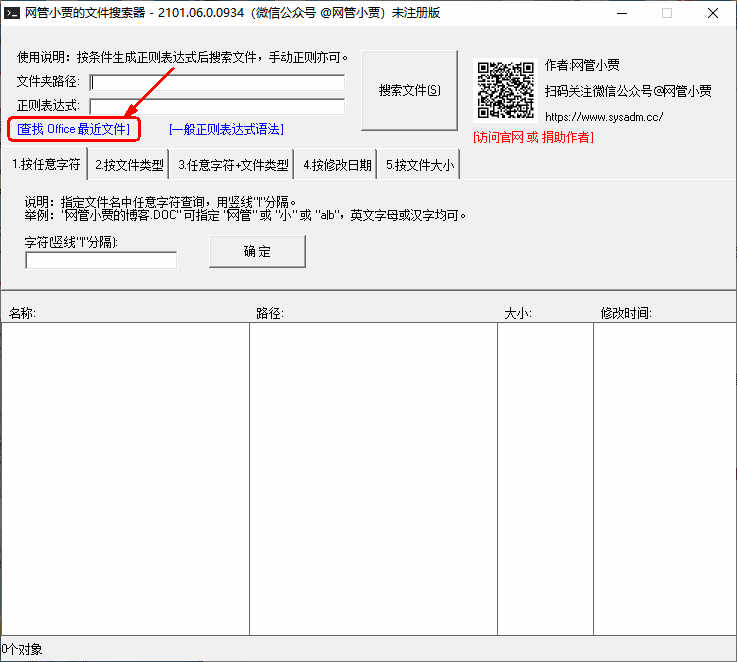 网管小贾的文件搜索器 - 2101.06.0.0934（微信公众号 @网管小贾）未注册版
使用说明：按条件生成正则表达式后搜索文件，手动正则亦可。
文件夹路径:
正则表达式:
[查找 Office 最近文件]
[一般正则表达式语法]
搜索文件(S)
作者:网管小贾
扫码关注微信公众号@网管小贾
https://www.sysadm.cc/
[访问官网 或 捐助作者]
1.按任意字符
2.按文件类型
3.任意字符+文件类型
4.按修改日期
5.按文件大小
说明：指定文件名中任意字符查询，用竖线"|"分隔。
举例："网管小贾的博客.DOC" 可指定 "网管" 或 "小" 或 "a|b"，英文字母或汉字均可。
字符(竖线"|"分隔):
确 定
名称:
路径:
大小:
修改时间:
0个对象